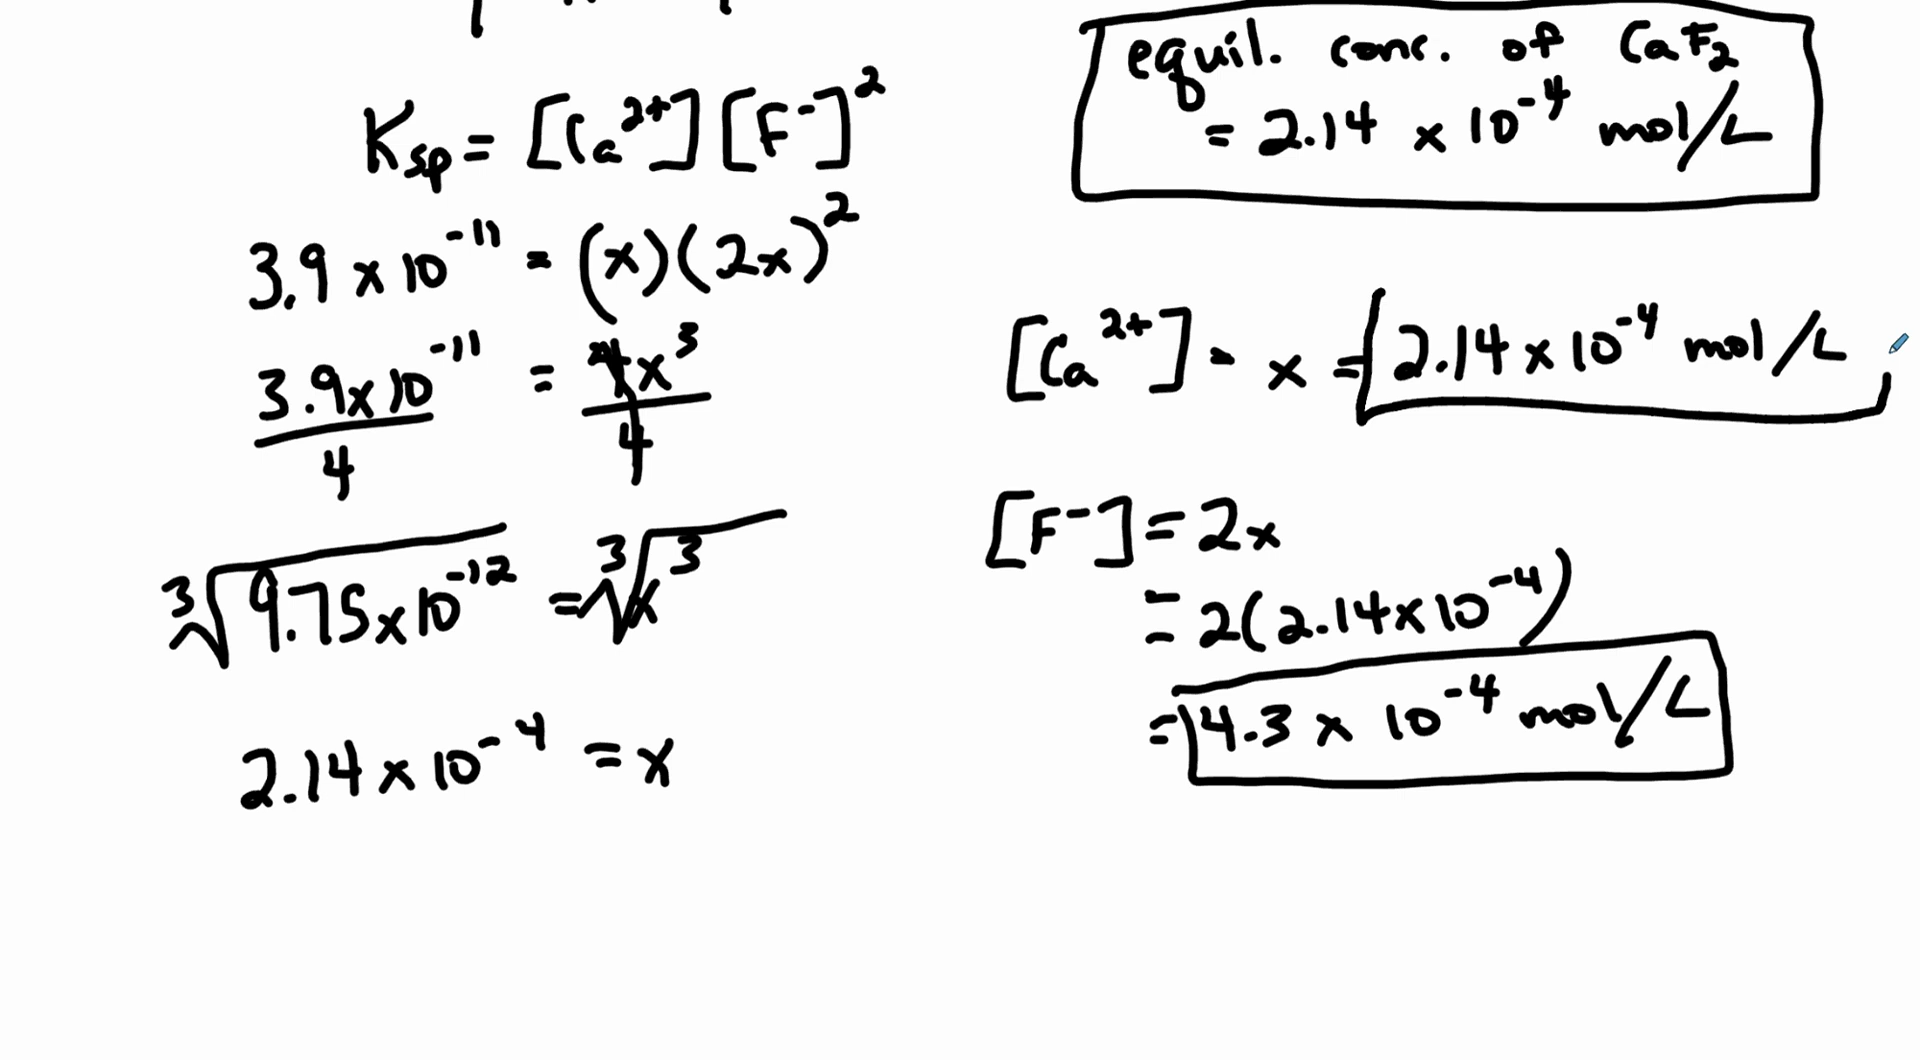 Ksp = [Ca²⁺][F⁻]²
3.9 x 10⁻¹¹ = (x)(2x)²
3.9x10⁻¹¹ = 4x³
4 4
³√9.75x10⁻¹² = ³√x³
2.14 x 10⁻⁴ = x
equil. conc. of CaF₂
= 2.14 x 10⁻⁴ mol/L
[Ca²⁺] = x = 2.14 x 10⁻⁴ mol/L
[F⁻] = 2x
= 2(2.14x10⁻⁴)
= 4.3 x 10⁻⁴ mol/L